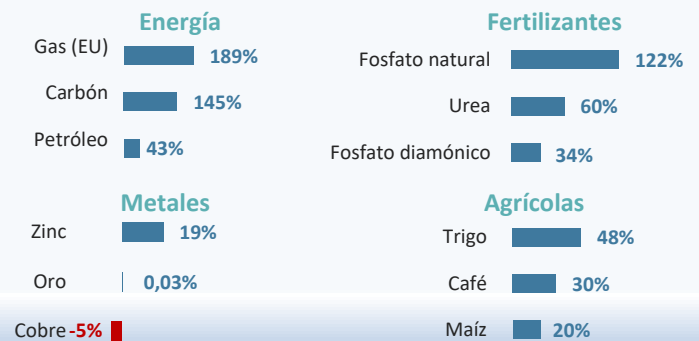 Energía
Gas (EU) 189%
Carbón 145%
Petróleo 43%
Fertilizantes
Fosfato natural 122%
Urea 60%
Fosfato diamónico 34%
Metales
Zinc 19%
Oro 0,03%
Cobre -5%
Agrícolas
Trigo 48%
Café 30%
Maíz 20%